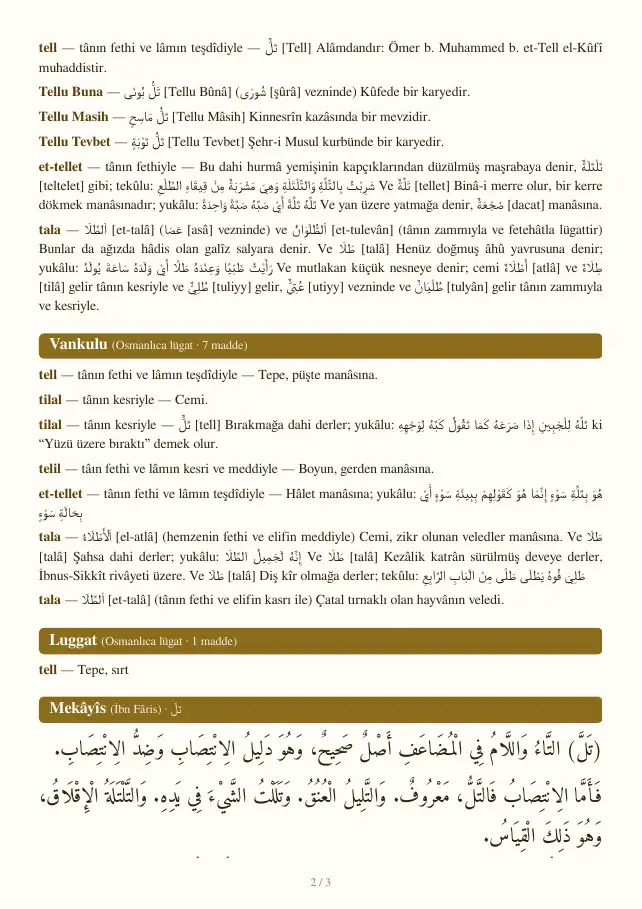 tell — tânın fethi ve lâmın teşdîdiyle — تَلٌّ [Tell] Alâmdandır: Ömer b. Muhammed b. et-Tell el-Kûfî
muhaddistir.
Tellu Buna — تَلُّ بُونَى [Tellu Bûnâ] (شُورَى [şûrâ] vezninde) Kûfede bir karyedir.
Tellu Masih — تَلُّ مَاسِحٍ [Tellu Mâsih] Kinnesrîn kazâsında bir mevzidir.
Tellu Tevbet — تَلُّ تَوْبَةٍ [Tellu Tevbet] Şehr-i Musul kurbünde bir karyedir.
et-tellet — tânın fethiyle — Bu dahi hurmâ yemişinin kapçıklarından düzülmüş maşrabaya denir, تَلْتَلَةٌ
[teltelet] gibi; tekûlu: شَرِبْتُ بِالتَّلَّةِ وَالتَّلْتَلَةِ وَهِيَ مَشْرَبَةٌ مِنْ قِيقَاءِ الطَّلْعِ Ve تَلَّةٌ [tellet] Binâ-i merre olur, bir kerre
dökmek manâsınadır; yukâlu: تَلَّهُ تَلَّةً أَيْ صَبَّهُ صَبَّةً وَاحِدَةً Ve yan üzere yatmağa denir, ضَجْعَةٌ [dacat] manâsına.
tala — اَلطَّلَا [et-talâ] (عَصَا [asâ] vezninde) ve اَلطُّلَوَانُ [et-tulevân] (tânın zammıyla ve fetehâtla lügattir)
Bunlar da ağızda hâdis olan galîz salyara denir. Ve طَلَا [talâ] Henüz doğmuş âhû yavrusuna denir;
yukâlu: رَأَيْتُ ظَبْيًا وَعِنْدَهُ طَلًا أَيْ وَلَدُهُ سَاعَةَ يُولَدُ Ve mutlakan küçük nesneye denir; cemi أَطْلَاءٌ [atlâ] ve طِلَاءٌ
[tilâ] gelir tânın kesriyle ve طُلِيٌّ [tuliyy] gelir, عُتِيٌّ [utiyy] vezninde ve طُلْيَانٌ [tulyân] gelir tânın zammıyla
ve kesriyle.
Vankulu (Osmanlıca lügat · 7 madde)
tell — tânın fethi ve lâmın teşdîdiyle — Tepe, püşte manâsına.
tilal — tânın kesriyle — Cemi.
tilal — tânın kesriyle — تَلٌّ [tell] Bırakmağa dahi derler; yukâlu: تَلَّهُ لِلْجَبِينِ إِذَا صَرَعَهُ كَمَا تَقُولُ كَبَّهُ لِوَجْهِهِ ki
“Yüzü üzere bıraktı” demek olur.
telil — tâın fethi ve lâmın kesri ve meddiyle — Boyun, gerden manâsına.
et-tellet — tânın fethi ve lâmın teşdîdiyle — Hâlet manâsına; yukâlu: هُوَ بِتَلَّةِ سَوْءٍ إِنَّمَا هُوَ كَقَوْلِهِمْ بِبِيئَةِ سَوْءٍ أَيْ
بِحَالَةِ سَوْءٍ
tala — اَلْأَطْلَاءُ [el-atlâ] (hemzenin fethi ve elifin meddiyle) Cemi, zikr olunan veledler manâsına. Ve طَلَا
[talâ] Şahsa dahi derler; yukâlu: إِنَّهُ لَجَمِيلُ الطَّلَا Ve طَلَا [talâ] Kezâlik katrân sürülmüş deveye derler,
İbnus-Sikkît rivâyeti üzere. Ve طَلَا [talâ] Diş kîr olmağa derler; tekûlu: طَلِيَ فُوهُ يَطْلَى طَلًى مِنَ الْبَابِ الرَّابِعِ
tala — اَلطَّلَا [et-talâ] (tânın fethi ve elifin kasrı ile) Çatal tırnaklı olan hayvânın veledi.
Luggat (Osmanlıca lügat · 1 madde)
tell — Tepe, sırt
Mekâyîs (İbn Fâris) · تلّ
(تَلَّ) التَّاءُ وَاللَّامُ فِي الْمُضَاعَفِ أَصْلٌ صَحِيحٌ، وَهُوَ دَلِيلُ الِانْتِصَابِ وَضِدُّ الِانْتِصَابِ.
فَأَمَّا الِانْتِصَابُ فَالتَّلُّ، مَعْرُوفٌ. وَالتَّلِيلُ الْعُنُقُ. وَتَلَلْتُ الشَّيْءَ فِي يَدِهِ. وَالتَّلْتَلَةُ الْإِقْلَاقُ،
وَهُوَ ذَلِكَ الْقِيَاسُ.
2 / 3